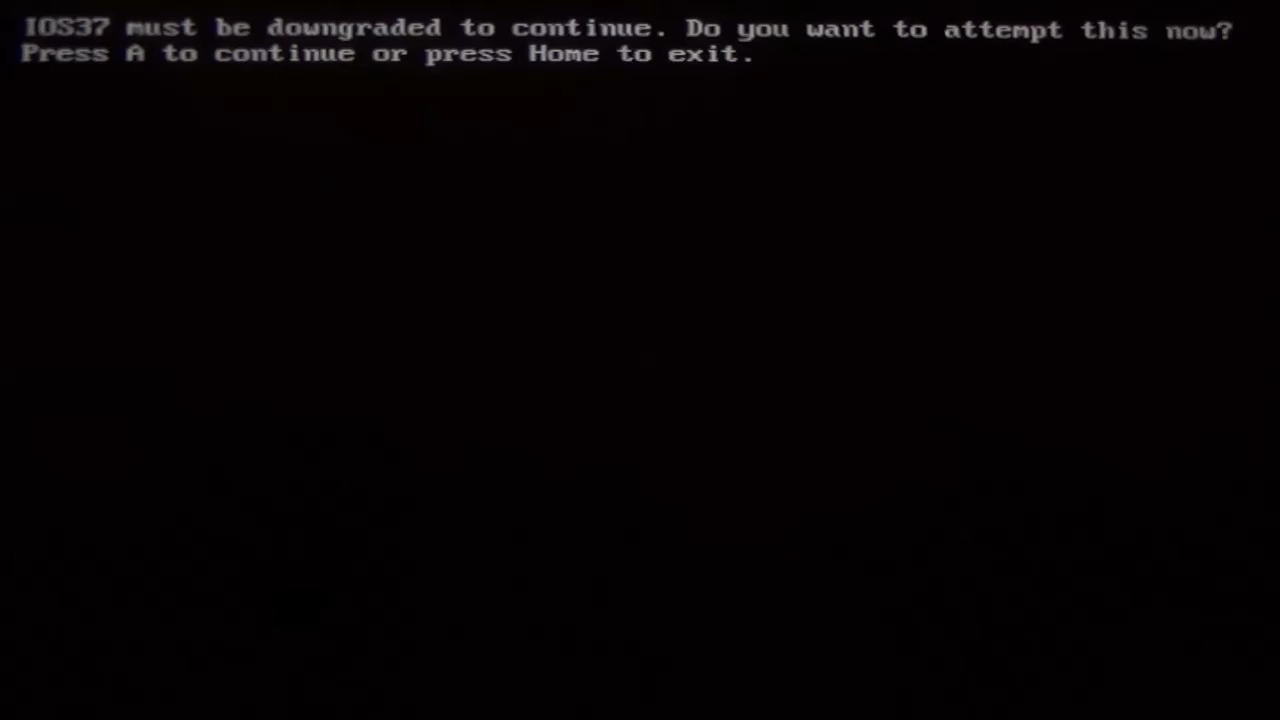 IOS37 must be downgraded to continue. Do you want to attempt this now?
Press A to continue or press Home to exit.